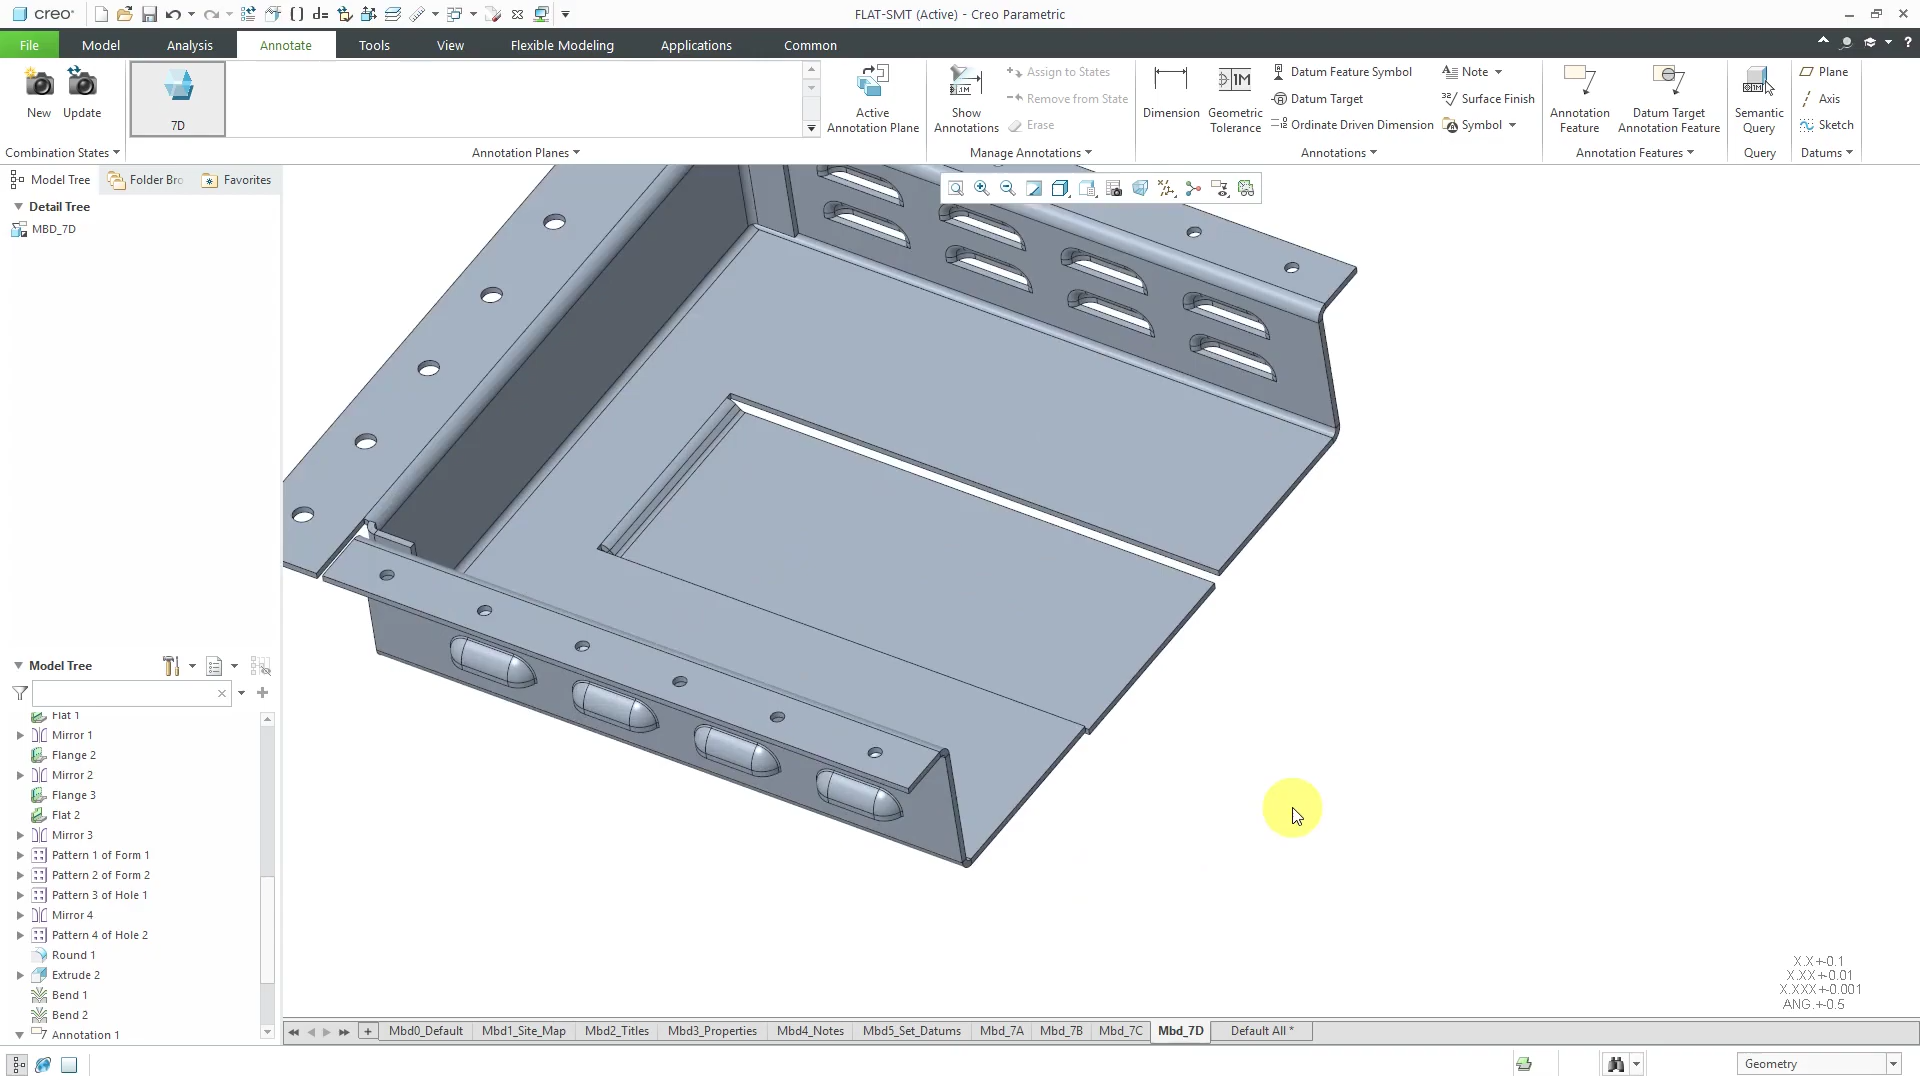 creo
FLAT-SMT (Active) - Creo Parametric
File
Model
Analysis
Annotate
Tools
View
Flexible Modeling
Applications
Common
New
Update
7D
Active
Annotation Plane
Show
Annotations
Assign to States
Remove from State
Erase
Dimension
Geometric
Tolerance
Datum Feature Symbol
Datum Target
Ordinate Driven Dimension
Note
Surface Finish
Symbol
Annotation
Feature
Datum Target
Annotation Feature
Semantic
Query
Plane
Axis
Sketch
Combination States
Annotation Planes
Manage Annotations
Annotations
Annotation Features
Query
Datums
Model Tree
Folder Bro
Favorites
Detail Tree
MBD_7D
Model Tree
Flat 1
Mirror 1
Flange 2
Mirror 2
Flange 3
Flat 2
Mirror 3
Pattern 1 of Form 1
Pattern 2 of Form 2
Pattern 3 of Hole 1
Mirror 4
Pattern 4 of Hole 2
Round 1
Extrude 2
Bend 1
Bend 2
Annotation 1
X.X+-0.1
X.XX+-0.01
X.XXX+-0.001
ANG.+-0.5
Mbd0_Default
Mbd1_Site_Map
Mbd2_Titles
Mbd3_Properties
Mbd4_Notes
Mbd5_Set_Datums
Mbd_7A
Mbd_7B
Mbd_7C
Mbd_7D
Default All *
Geometry